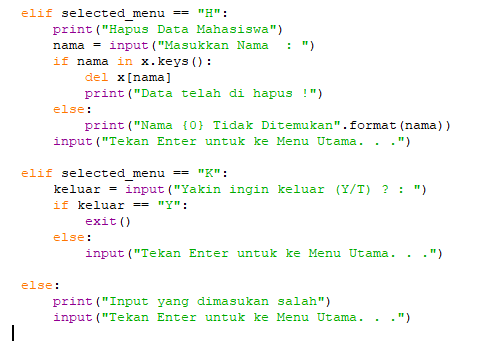 elif selected_menu == "H":
    print("Hapus Data Mahasiswa")
    nama = input("Masukkan Nama  : ")
    if nama in x.keys():
        del x[nama]
        print("Data telah di hapus !")
    else:
        print("Nama {0} Tidak Ditemukan".format(nama))
    input("Tekan Enter untuk ke Menu Utama. . .")

elif selected_menu == "K":
    keluar = input("Yakin ingin keluar (Y/T) ? : ")
    if keluar == "Y":
        exit()
    else:
        input("Tekan Enter untuk ke Menu Utama. . .")

else:
    print("Input yang dimasukan salah")
    input("Tekan Enter untuk ke Menu Utama. . .")